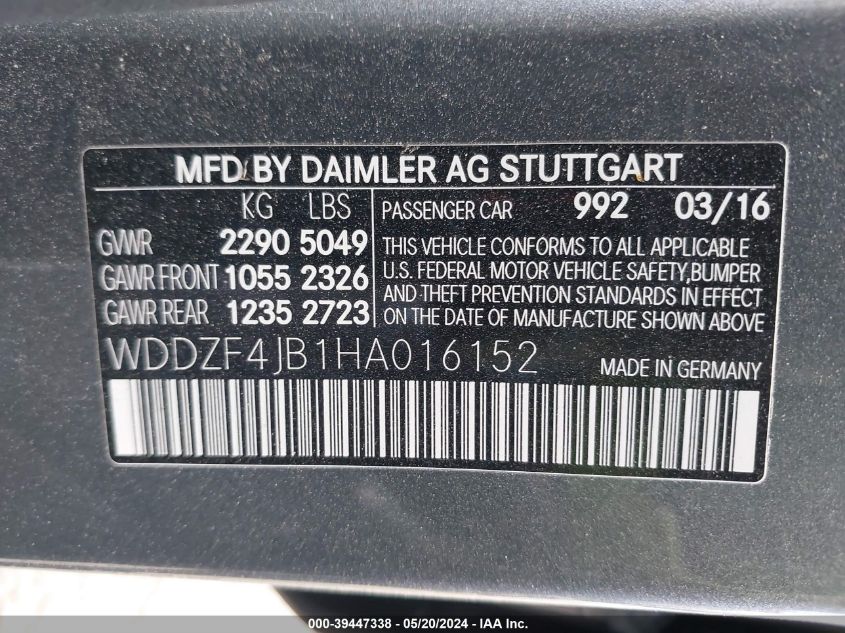 MFD BY DAIMLER AG STUTTGART
KG LBS
GVWR 2290 5049
GAWR FRONT 1055 2326
GAWR REAR 1235 2723
PASSENGER CAR 992 03/16
THIS VEHICLE CONFORMS TO ALL APPLICABLE
U.S. FEDERAL MOTOR VEHICLE SAFETY,BUMPER
AND THEFT PREVENTION STANDARDS IN EFFECT
ON THE DATE OF MANUFACTURE SHOWN ABOVE
WDDZF4JB1HA016152 MADE IN GERMANY
000-39447338 - 05/20/2024 - IAAI Inc.